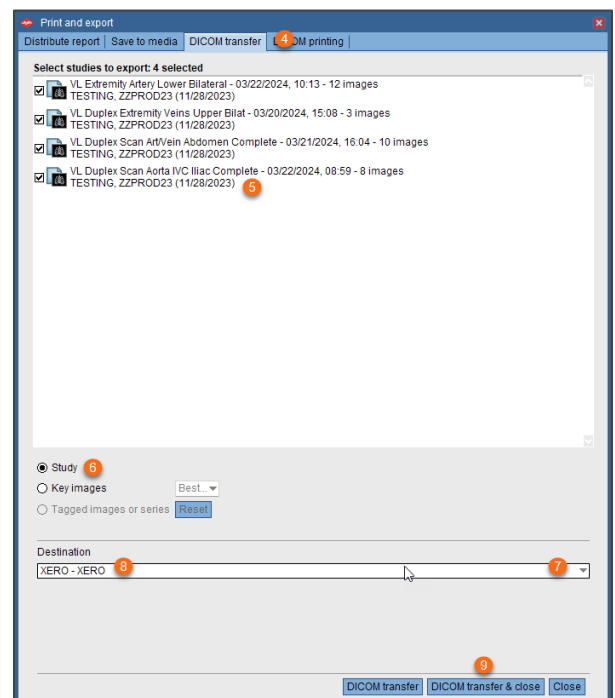 Print and export
Distribute report Save to media DICOM transfer 4 DICOM printing
Select studies to export: 4 selected
VL Extremity Artery Lower Bilateral - 03/22/2024, 10:13 - 12 images
TESTING, ZZPROD23 (11/28/2023)
VL Duplex Extremity Veins Upper Bilat - 03/20/2024, 15:08 - 3 images
TESTING, ZZPROD23 (11/28/2023)
VL Duplex Scan Art/Vein Abdomen Complete - 03/21/2024, 16:04 - 10 images
TESTING, ZZPROD23 (11/28/2023)
VL Duplex Scan Aorta IVC Iliac Complete - 03/22/2024, 08:59 - 8 images
TESTING, ZZPROD23 (11/28/2023) 5
Study 6
Key images Best...
Tagged images or series Reset
Destination
XERO - XERO 8 7
9
DICOM transfer DICOM transfer & close Close